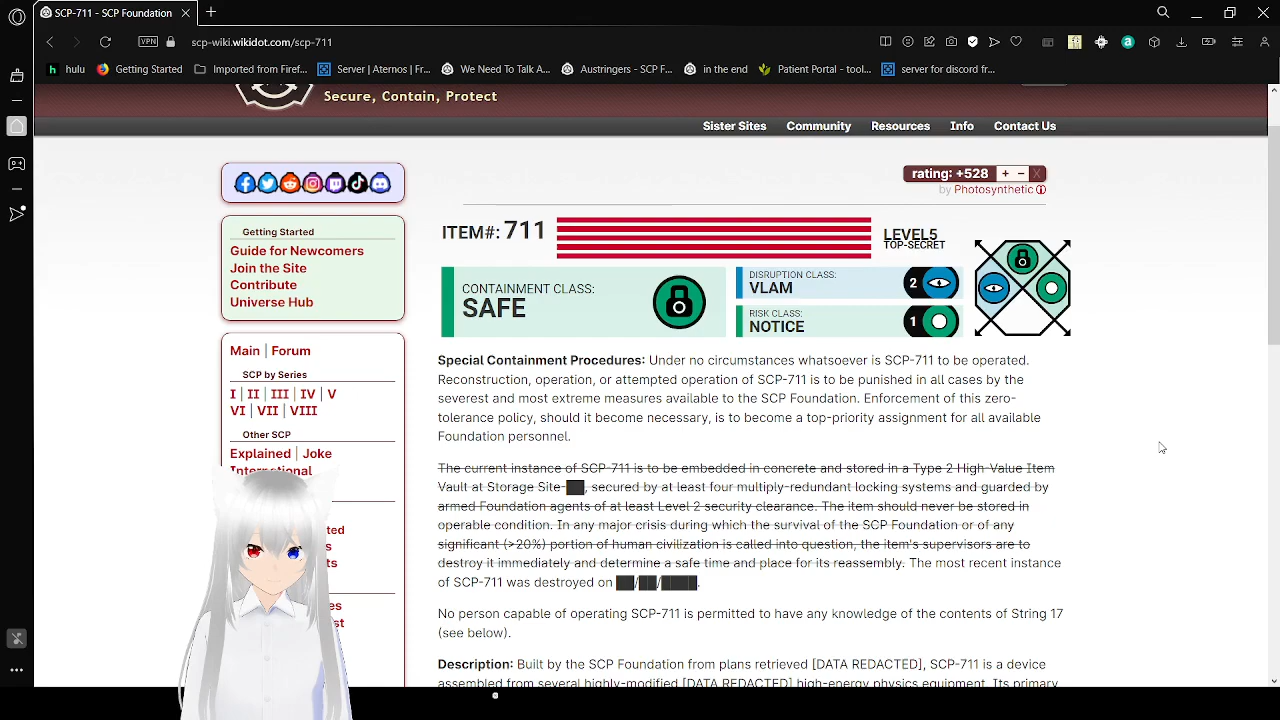 SCP-711 - SCP Foundation
VPN
scp-wiki.wikidot.com/scp-711
hulu
Getting Started
Imported from Firef...
Server | Aternos | Fr...
We Need To Talk A...
Austringers - SCP F...
in the end
Patient Portal - tool...
server for discord fr...
Secure, Contain, Protect
Sister Sites
Community
Resources
Info
Contact Us
rating: +528 + − X
by Photosynthetic
Getting Started
Guide for Newcomers
Join the Site
Contribute
Universe Hub
Main | Forum
SCP by Series
I | II | III | IV | V
VI | VII | VIII
Other SCP
Explained | Joke
International
ITEM#: 711
LEVEL5
TOP-SECRET
CONTAINMENT CLASS:
SAFE
DISRUPTION CLASS:
VLAM
2
RISK CLASS:
NOTICE
1
Special Containment Procedures: Under no circumstances whatsoever is SCP-711 to be operated.
Reconstruction, operation, or attempted operation of SCP-711 is to be punished in all cases by the
severest and most extreme measures available to the SCP Foundation. Enforcement of this zero-
tolerance policy, should it become necessary, is to become a top-priority assignment for all available
Foundation personnel.
The current instance of SCP-711 is to be embedded in concrete and stored in a Type 2 High-Value Item
Vault at Storage Site-██, secured by at least four multiply-redundant locking systems and guarded by
armed Foundation agents of at least Level 2 security clearance. The item should never be stored in
operable condition. In any major crisis during which the survival of the SCP Foundation or of any
significant (>20%) portion of human civilization is called into question, the item's supervisors are to
destroy it immediately and determine a safe time and place for its reassembly. The most recent instance
of SCP-711 was destroyed on ██/██/████.
No person capable of operating SCP-711 is permitted to have any knowledge of the contents of String 17
(see below).
Description: Built by the SCP Foundation from plans retrieved [DATA REDACTED], SCP-711 is a device
assembled from several highly-modified [DATA REDACTED] high-energy physics equipment. Its primary